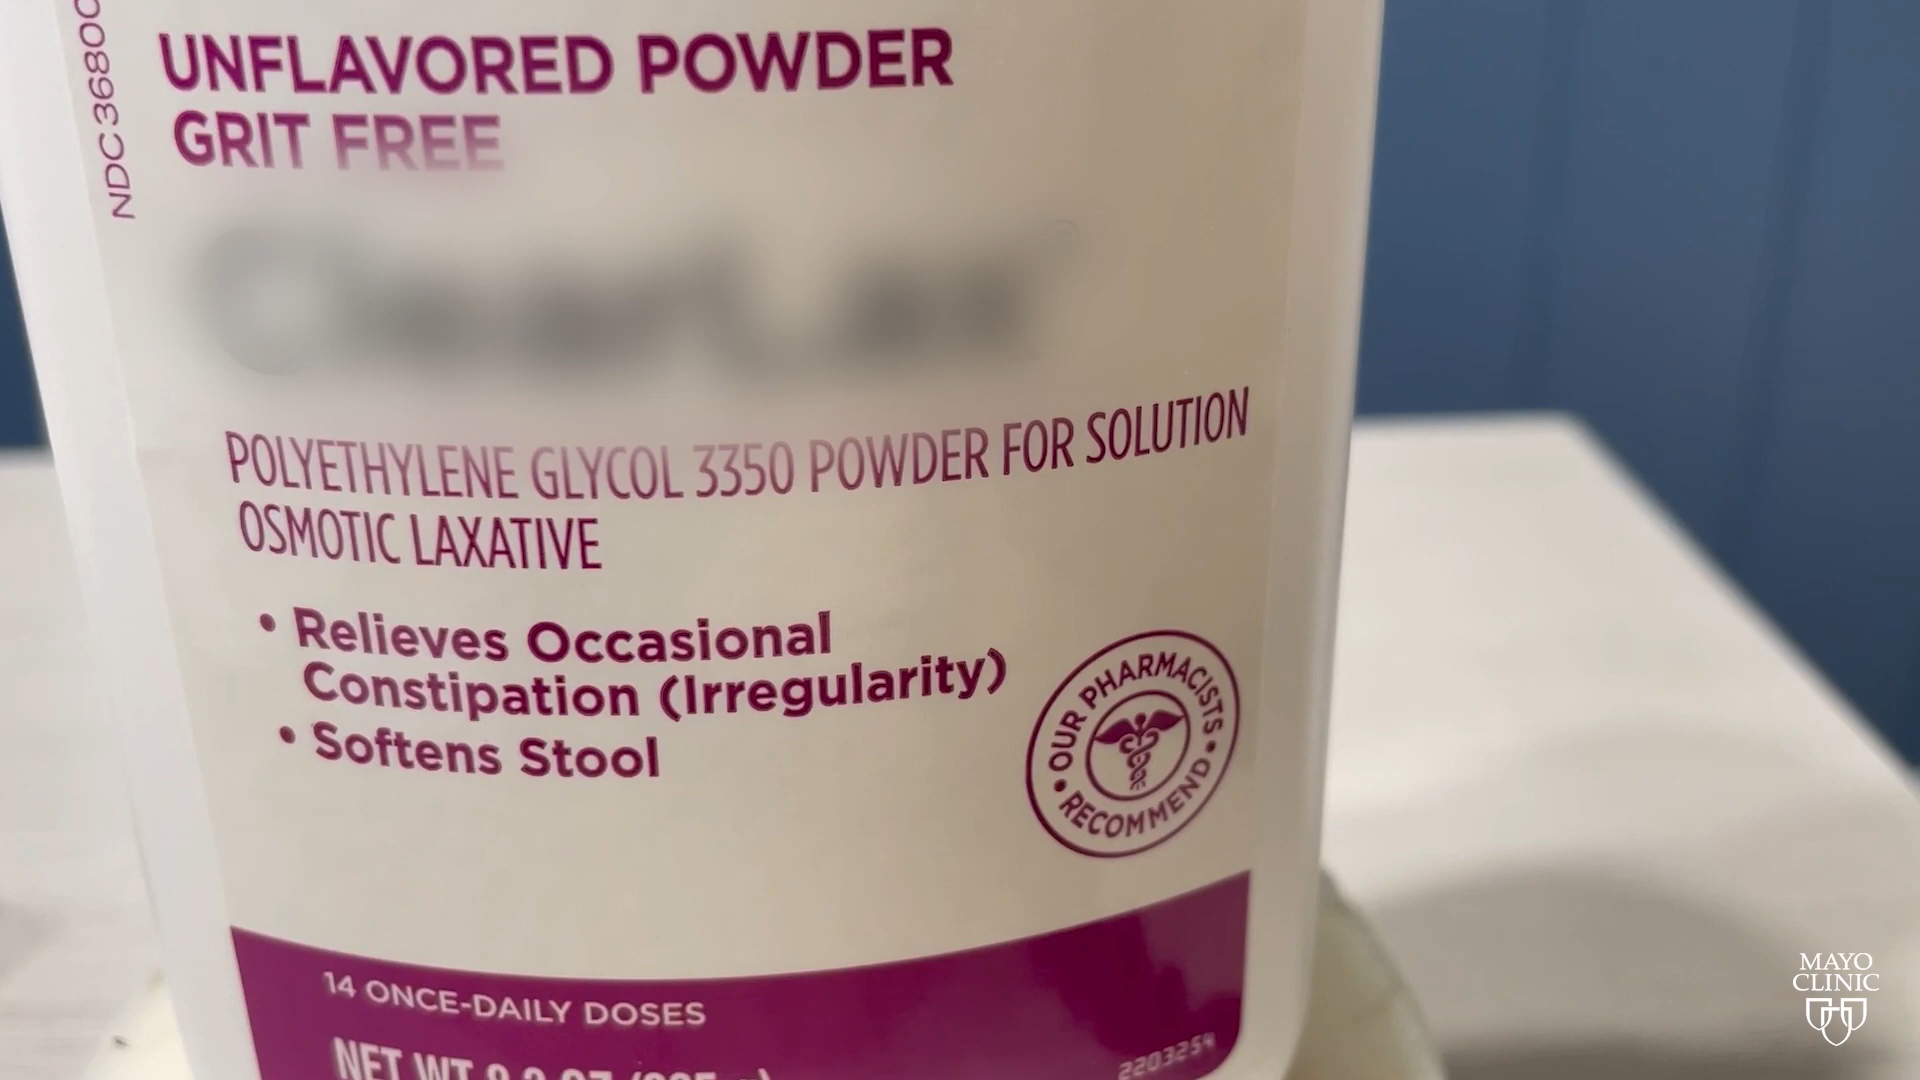 NDC 36800
UNFLAVORED POWDER
GRIT FREE
POLYETHYLENE GLYCOL 3350 POWDER FOR SOLUTION
OSMOTIC LAXATIVE
• Relieves Occasional
Constipation (Irregularity)
• Softens Stool
• OUR PHARMACISTS • RECOMMEND
14 ONCE-DAILY DOSES
NET WT
2203254
MAYO
CLINIC